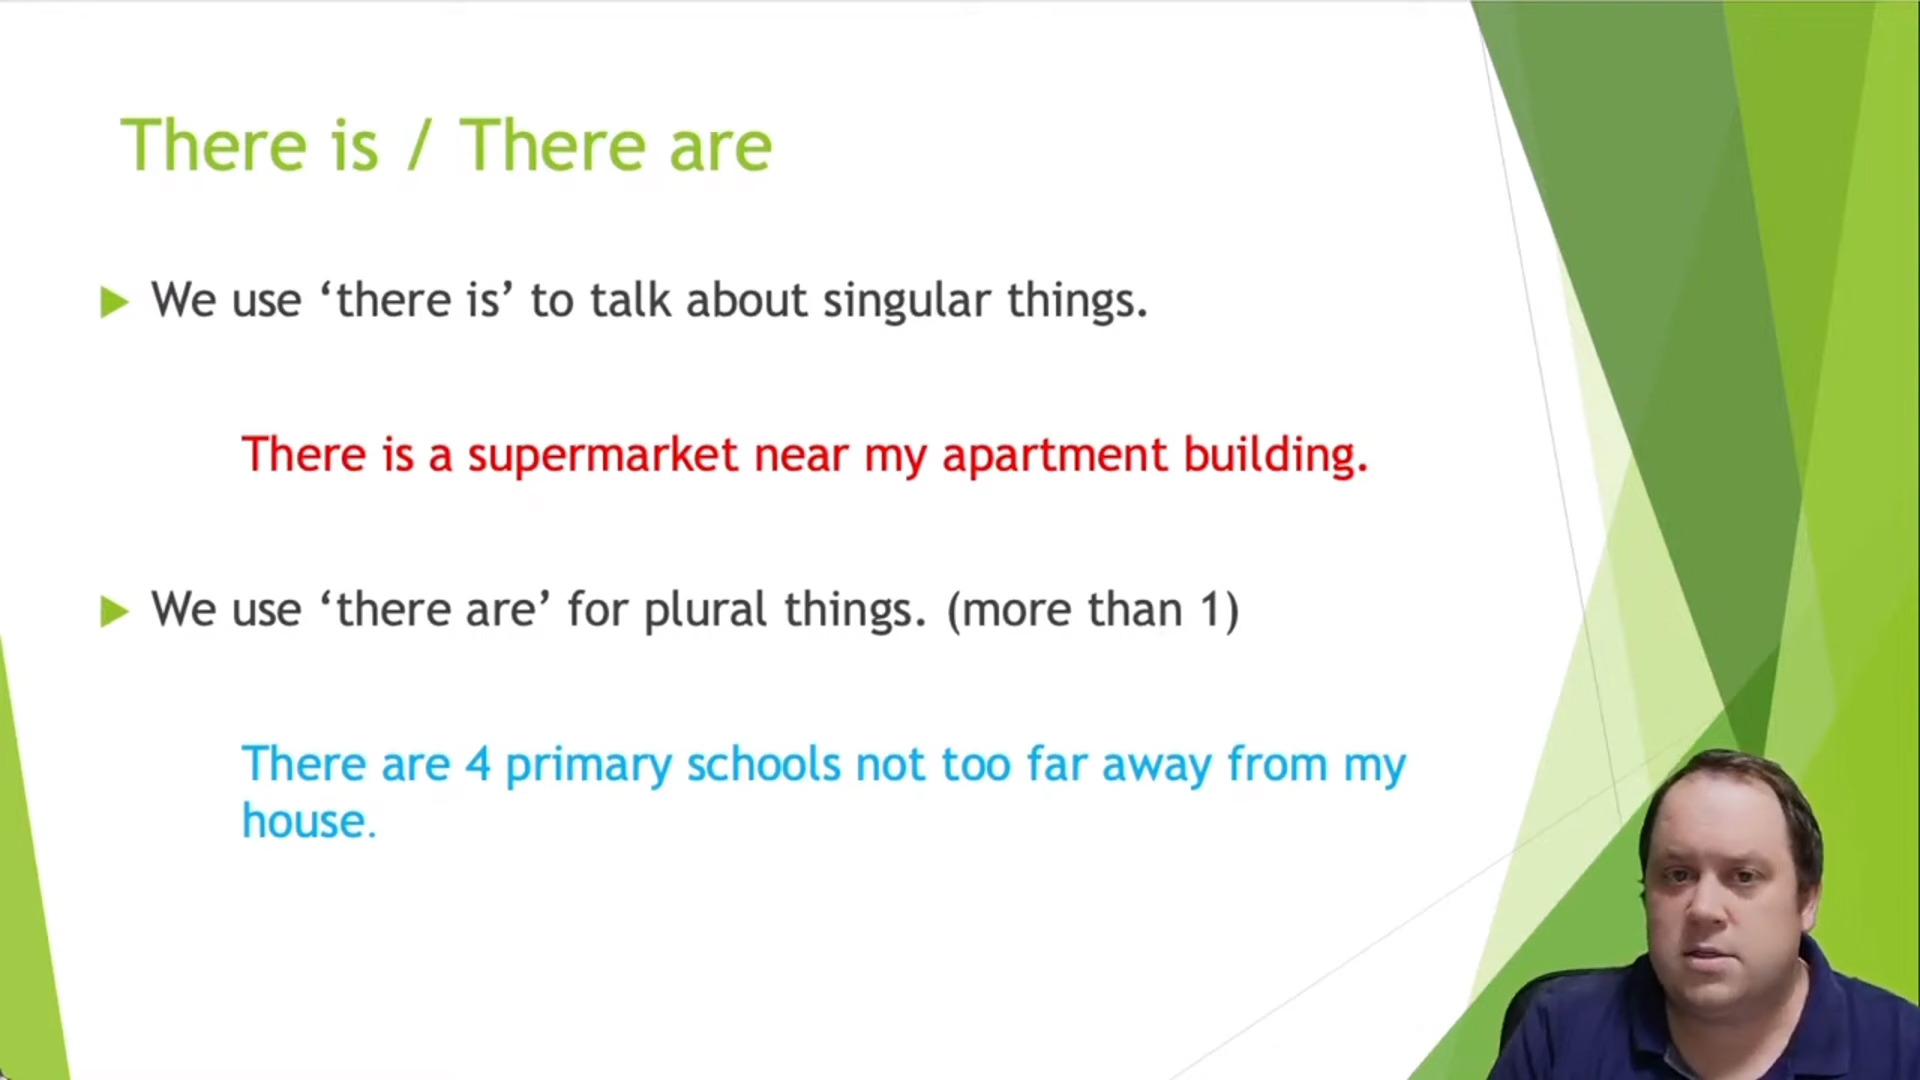 There is / There are
We use ‘there is’ to talk about singular things.
There is a supermarket near my apartment building.
We use ‘there are’ for plural things. (more than 1)
There are 4 primary schools not too far away from my
house.